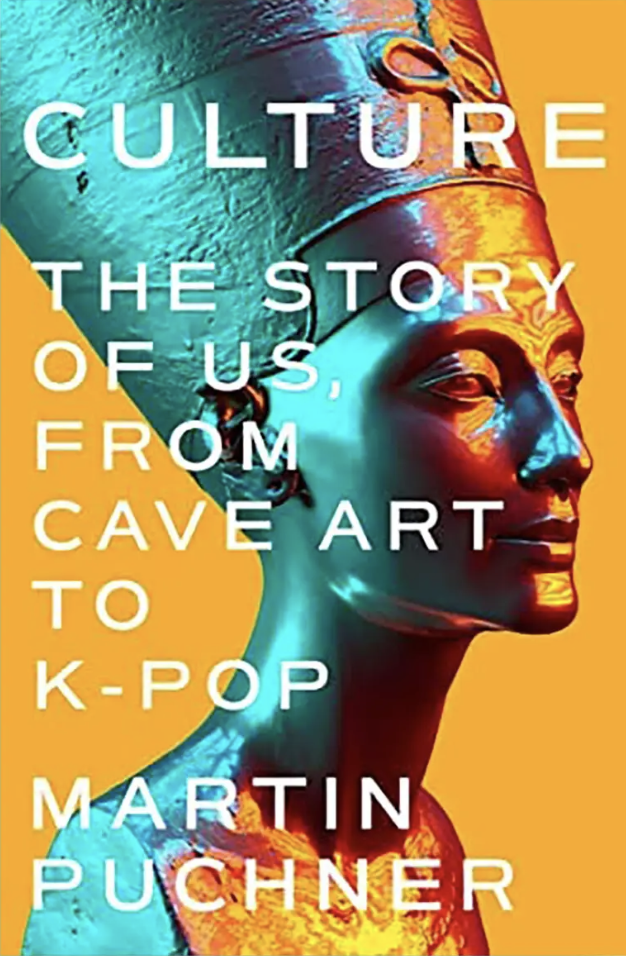 CULTURE
THE STORY
OF US,
FROM
CAVE ART
TO
K-POP
MARTIN
PUCHNER